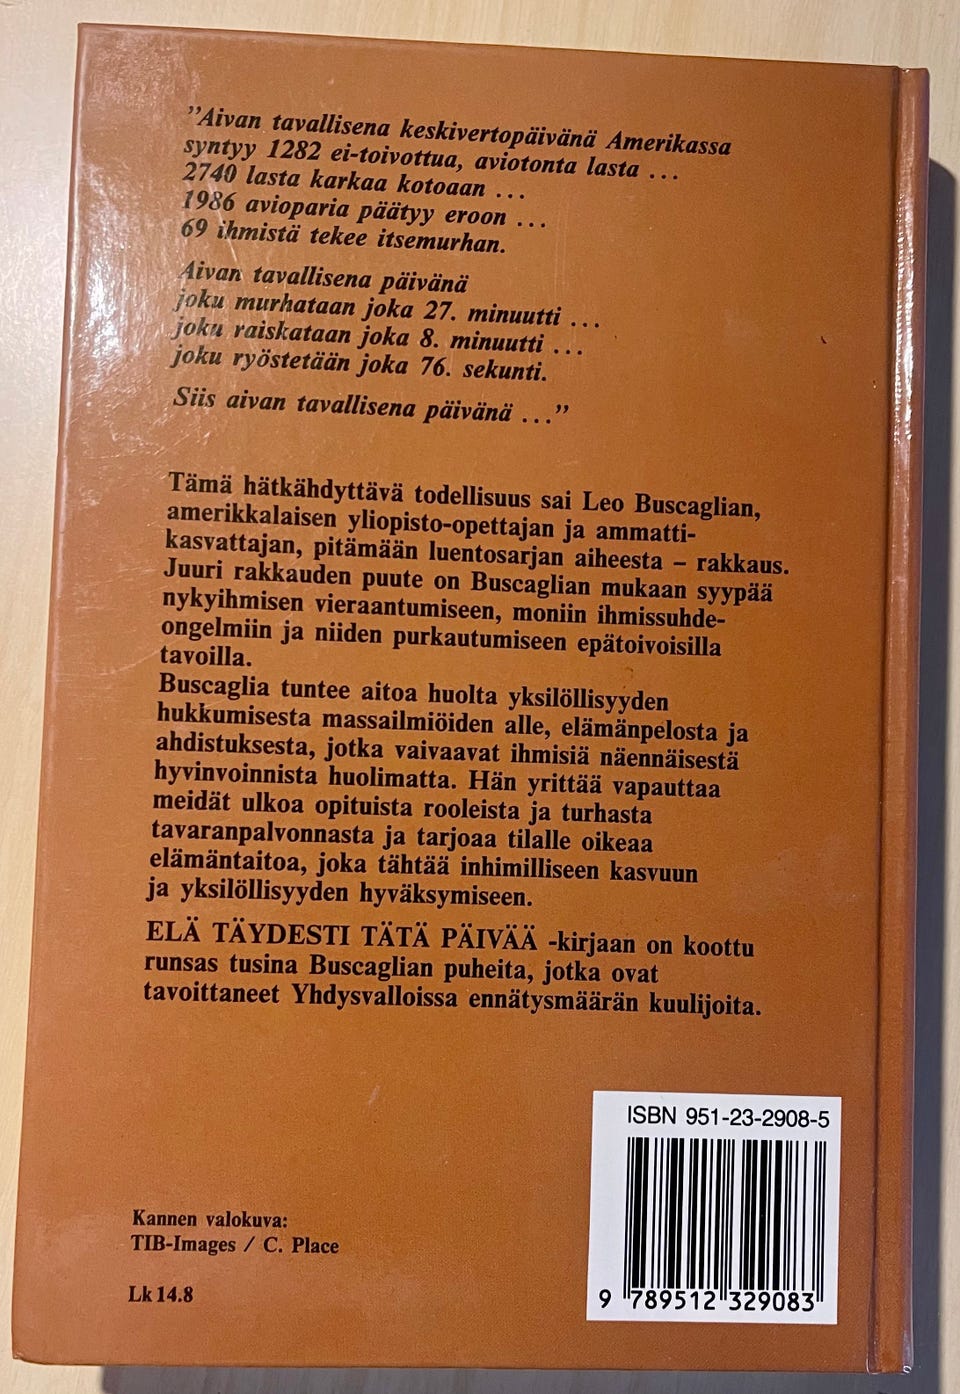 ”Aivan tavallisena keskivertopäivänä Amerikassa
syntyy 1282 ei-toivottua, aviotonta lasta ...
2740 lasta karkaa kotoaan ...
1986 avioparia päätyy eroon ...
69 ihmistä tekee itsemurhan.
Aivan tavallisena päivänä
joku murhataan joka 27. minuutti ...
joku raiskataan joka 8. minuutti ...
joku ryöstetään joka 76. sekunti.
Siis aivan tavallisena päivänä ...”
Tämä hätkähdyttävä todellisuus sai Leo Buscaglian,
amerikkalaisen yliopisto-opettajan ja ammatti-
kasvattajan, pitämään luentosarjan aiheesta – rakkaus.
Juuri rakkauden puute on Buscaglian mukaan syypää
nykyihmisen vieraantumiseen, moniin ihmissuhde-
ongelmiin ja niiden purkautumiseen epätoivoisilla
tavoilla.
Buscaglia tuntee aitoa huolta yksilöllisyyden
hukkumisesta massailmiöiden alle, elämänpelosta ja
ahdistuksesta, jotka vaivaavat ihmisiä näennäisestä
hyvinvoinnista huolimatta. Hän yrittää vapauttaa
meidät ulkoa opituista rooleista ja turhasta
tavaranpalvonnasta ja tarjoaa tilalle oikeaa
elämäntaitoa, joka tähtää inhimilliseen kasvuun
ja yksilöllisyyden hyväksymiseen.
ELÄ TÄYDESTI TÄTÄ PÄIVÄÄ -kirjaan on koottu
runsas tusina Buscaglian puheita, jotka ovat
tavoittaneet Yhdysvalloissa ennätysmäärän kuulijoita.
ISBN 951-23-2908-5
9 789512 329083
Kannen valokuva:
TIB-Images / C. Place
Lk 14.8